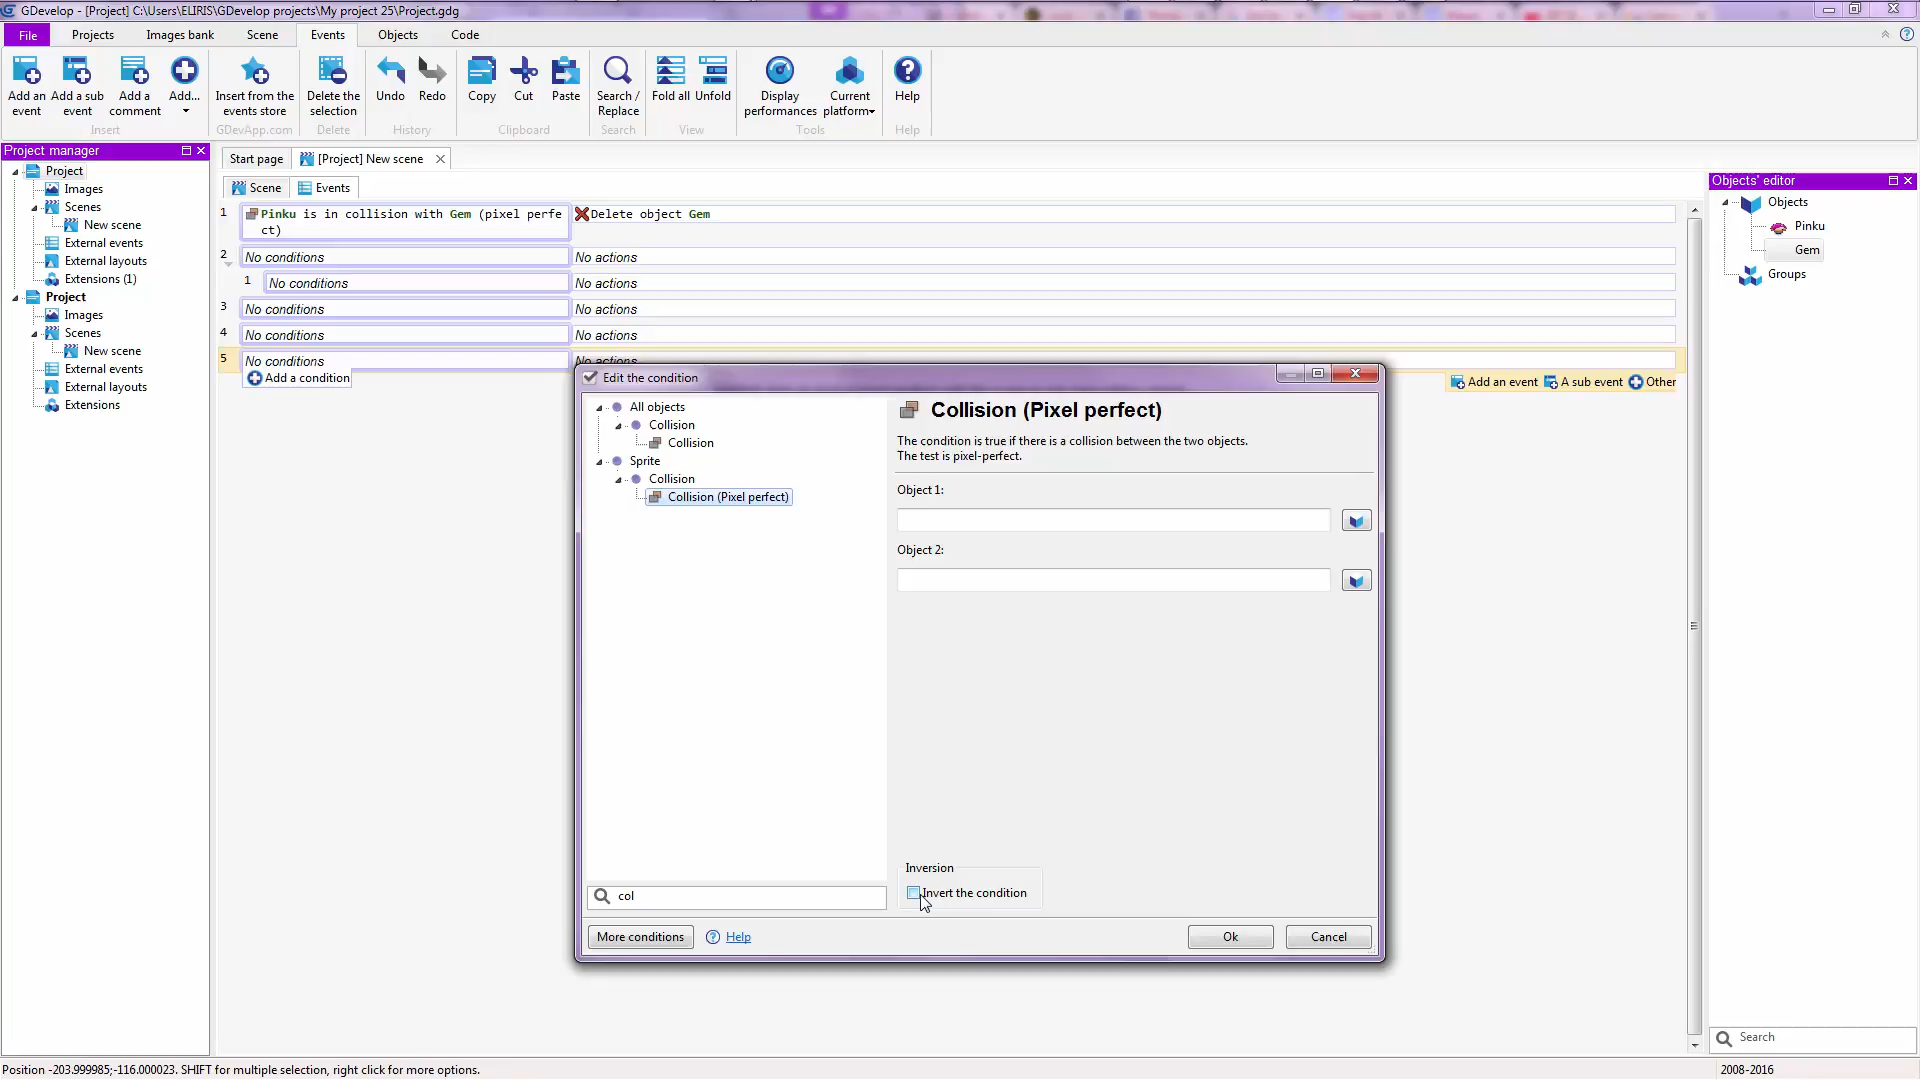 GDevelop - [Project] C:\Users\ELIRIS\GDevelop projects\My project 25\Project.gdg
File
Projects
Images bank
Scene
Events
Objects
Code
Add an event
Add a sub event
Add a comment
Add...
Insert
Insert from the events store
GDevApp.com
Delete the selection
Delete
Undo
Redo
History
Copy
Cut
Paste
Clipboard
Search / Replace
Search
Fold all
Unfold
View
Display performances
Current platform
Tools
Help
Help
Project manager
Project
Images
Scenes
New scene
External events
External layouts
Extensions (1)
Project
Images
Scenes
New scene
External events
External layouts
Extensions
Start page
[Project] New scene
Scene
Events
1
Pinku is in collision with Gem (pixel perfe
ct)
Delete object Gem
2
No conditions
No actions
1
No conditions
No actions
3
No conditions
No actions
4
No conditions
No actions
5
No conditions
No actions
Add a condition
Add an event
A sub event
Other
Edit the condition
All objects
Collision
Collision
Sprite
Collision
Collision (Pixel perfect)
col
Collision (Pixel perfect)
The condition is true if there is a collision between the two objects.
The test is pixel-perfect.
Object 1:
Object 2:
Inversion
Invert the condition
More conditions
Help
Ok
Cancel
Objects' editor
Objects
Pinku
Gem
Groups
Search
Position -203.999985;-116.000023. SHIFT for multiple selection, right click for more options.
2008-2016